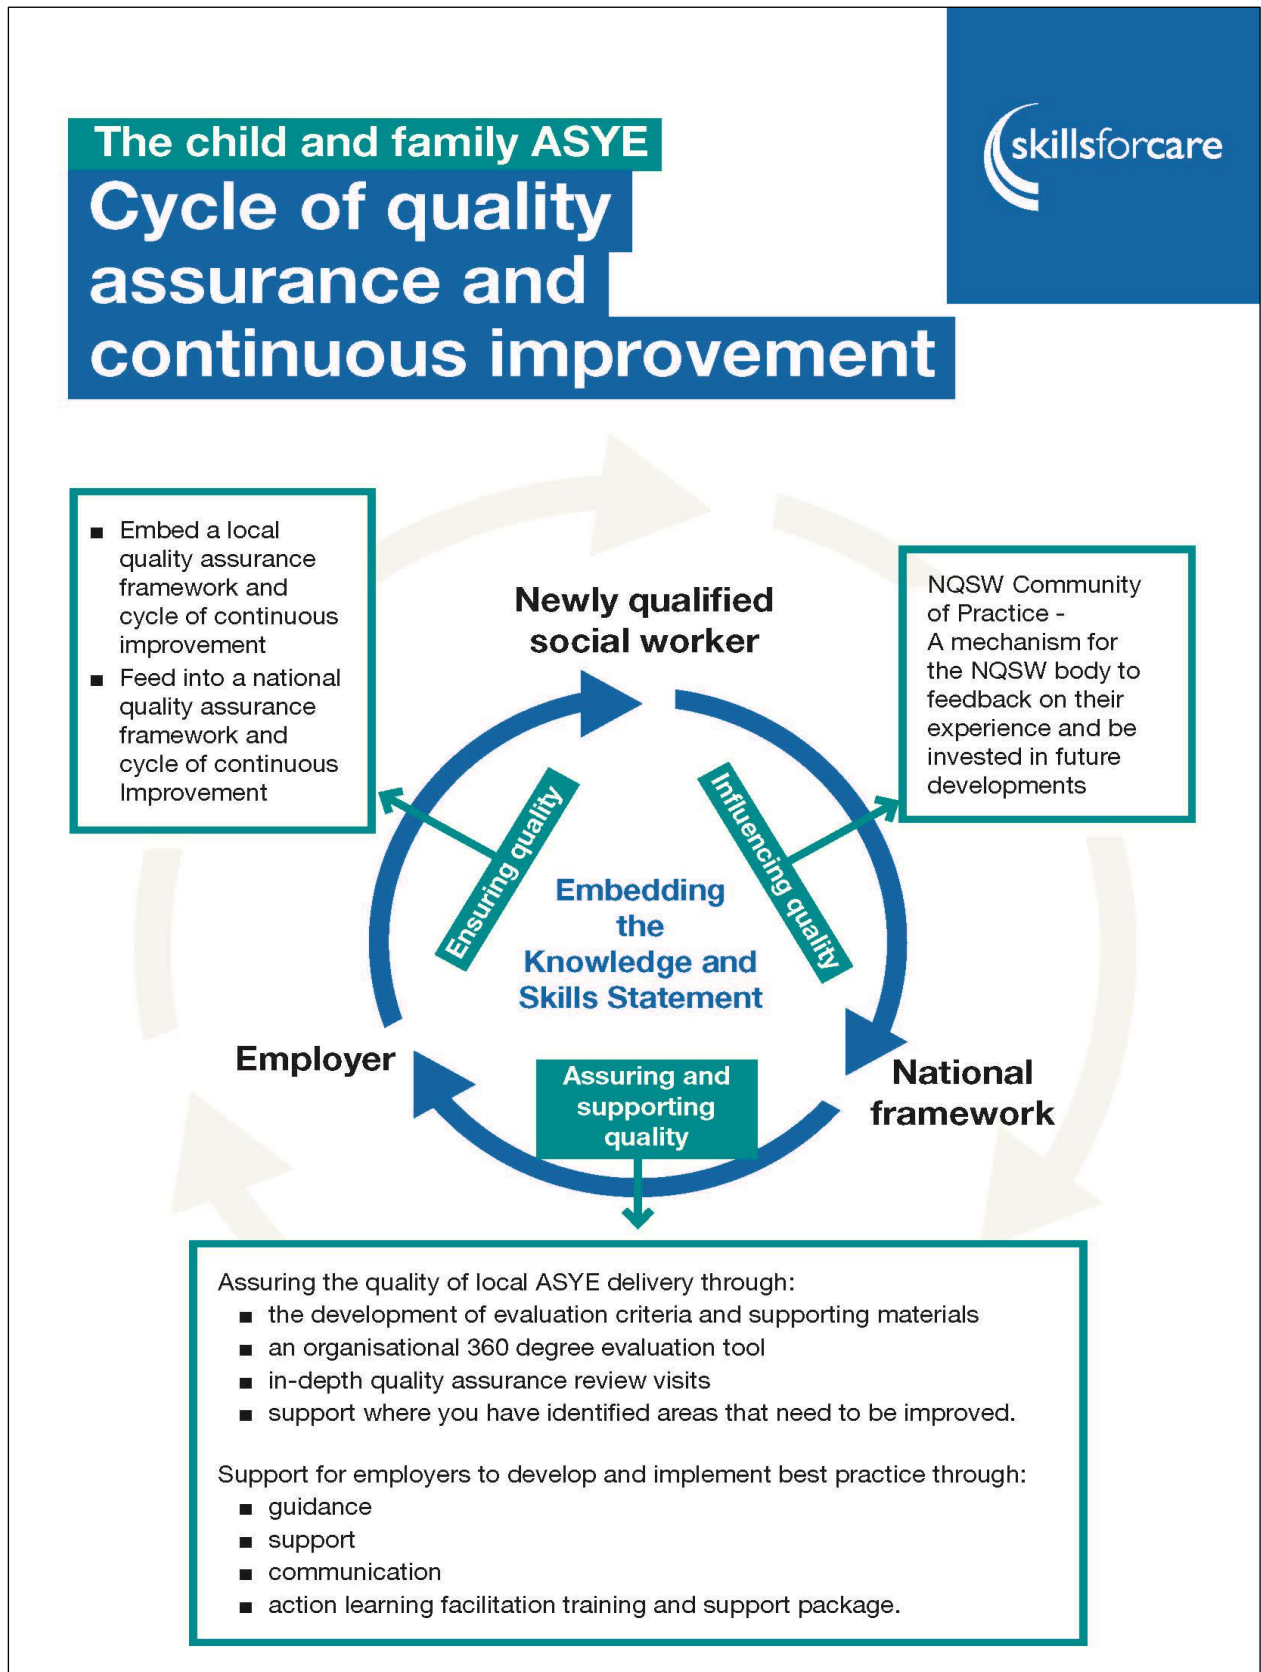 skillsforcare
The child and family ASYE
Cycle of quality
assurance and
continuous improvement
■ Embed a local
quality assurance
framework and
cycle of continuous
improvement
■ Feed into a national
quality assurance
framework and
cycle of continuous
Improvement
Newly qualified
social worker
NQSW Community
of Practice -
A mechanism for
the NQSW body to
feedback on their
experience and be
invested in future
developments
Ensuring quality
Influencing quality
Embedding
the
Knowledge and
Skills Statement
Employer
Assuring and
supporting
quality
National
framework
Assuring the quality of local ASYE delivery through:
■ the development of evaluation criteria and supporting materials
■ an organisational 360 degree evaluation tool
■ in-depth quality assurance review visits
■ support where you have identified areas that need to be improved.
Support for employers to develop and implement best practice through:
■ guidance
■ support
■ communication
■ action learning facilitation training and support package.